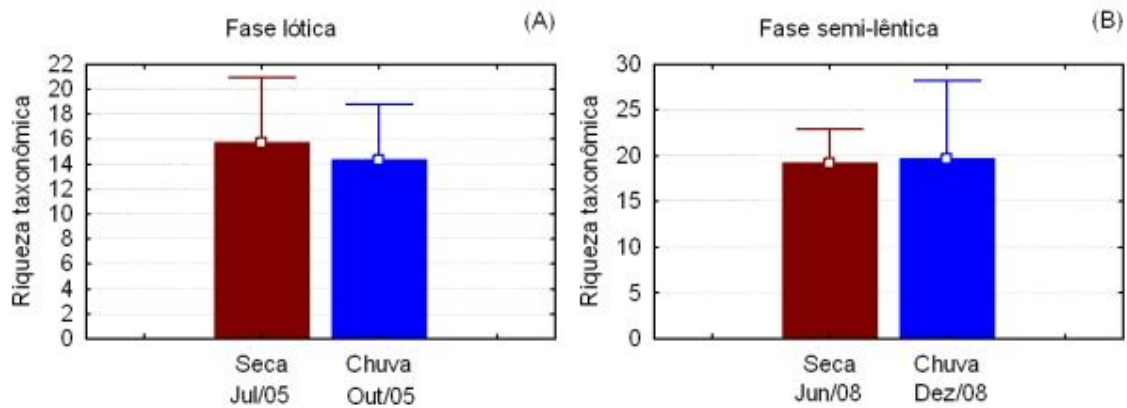 Fase lótica
(A)
Riqueza taxonômica
22
20
18
16
14
12
10
8
6
4
2
0
Seca
Jul/05
Chuva
Out/05
Fase semi-lêntica
(B)
Riqueza taxonômica
30
25
20
15
10
5
0
Seca
Jun/08
Chuva
Dez/08